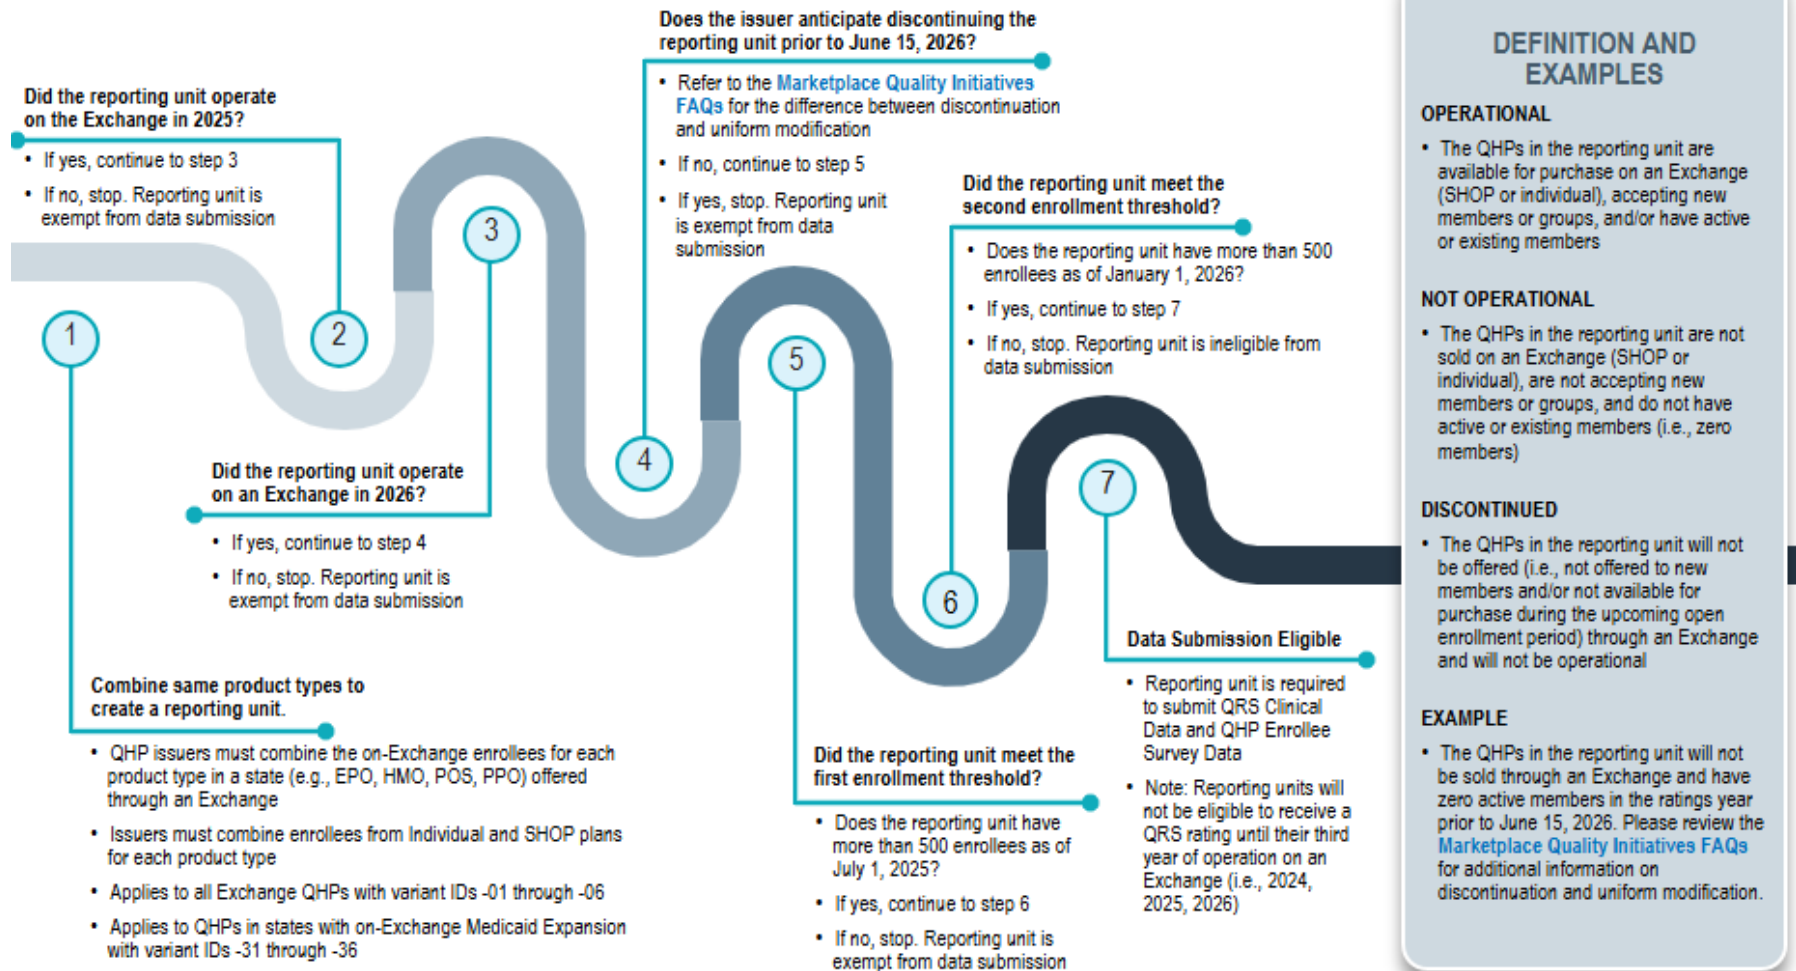 1
Combine same product types to
create a reporting unit.
• QHP issuers must combine the on-Exchange enrollees for each
product type in a state (e.g., EPO, HMO, POS, PPO) offered
through an Exchange
• Issuers must combine enrollees from Individual and SHOP plans
for each product type
• Applies to all Exchange QHPs with variant IDs -01 through -06
• Applies to QHPs in states with on-Exchange Medicaid Expansion
with variant IDs -31 through -36
2
Did the reporting unit operate
on the Exchange in 2025?
• If yes, continue to step 3
• If no, stop. Reporting unit is
exempt from data submission
3
Did the reporting unit operate
on an Exchange in 2026?
• If yes, continue to step 4
• If no, stop. Reporting unit is
exempt from data submission
4
Does the issuer anticipate discontinuing the
reporting unit prior to June 15, 2026?
• Refer to the Marketplace Quality Initiatives
FAQs for the difference between discontinuation
and uniform modification
• If no, continue to step 5
• If yes, stop. Reporting unit
is exempt from data
submission
5
Did the reporting unit meet the
first enrollment threshold?
• Does the reporting unit have
more than 500 enrollees as of
July 1, 2025?
• If yes, continue to step 6
• If no, stop. Reporting unit is
exempt from data submission
6
Did the reporting unit meet the
second enrollment threshold?
• Does the reporting unit have more than 500
enrollees as of January 1, 2026?
• If yes, continue to step 7
• If no, stop. Reporting unit is ineligible from
data submission
7
Data Submission Eligible
• Reporting unit is required
to submit QRS Clinical
Data and QHP Enrollee
Survey Data
• Note: Reporting units will
not be eligible to receive a
QRS rating until their third
year of operation on an
Exchange (i.e., 2024,
2025, 2026)
DEFINITION AND
EXAMPLES
OPERATIONAL
• The QHPs in the reporting unit are
available for purchase on an Exchange
(SHOP or individual), accepting new
members or groups, and/or have active
or existing members
NOT OPERATIONAL
• The QHPs in the reporting unit are not
sold on an Exchange (SHOP or
individual), are not accepting new
members or groups, and do not have
active or existing members (i.e., zero
members)
DISCONTINUED
• The QHPs in the reporting unit will not
be offered (i.e., not offered to new
members and/or not available for
purchase during the upcoming open
enrollment period) through an Exchange
and will not be operational
EXAMPLE
• The QHPs in the reporting unit will not
be sold through an Exchange and have
zero active members in the ratings year
prior to June 15, 2026. Please review the
Marketplace Quality Initiatives FAQs
for additional information on
discontinuation and uniform modification.